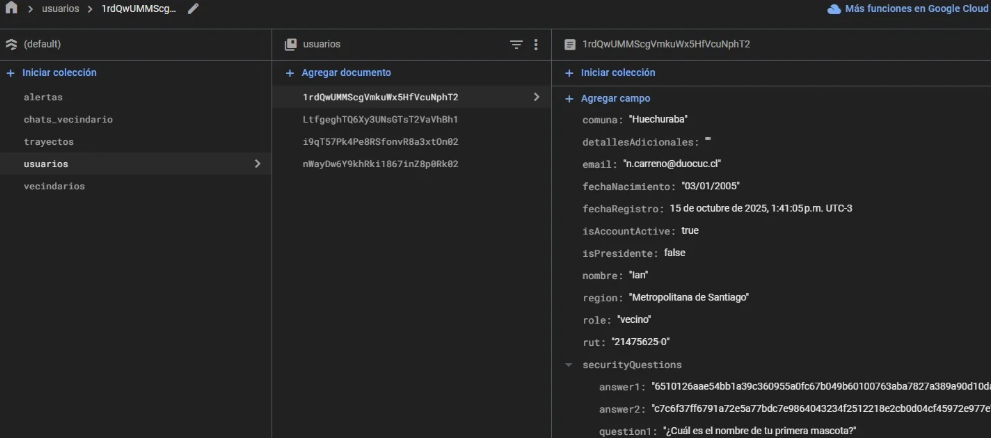 usuarios 1rdQwUMMScg...
Más funciones en Google Cloud
(default)
Iniciar colección
alertas
chats_vecindario
trayectos
usuarios
vecindarios
usuarios
Agregar documento
1rdQwUMMScgVmkuWx5HfVcuNphT2
LtfgeghTQ6Xy3UNsGTsT2VaVhBh1
i9qT57Pk4Pe8RSfonvR8a3xtOn02
nWayDw6Y9khRki1867inZ8p0Rk02
1rdQwUMMScgVmkuWx5HfVcuNphT2
Iniciar colección
Agregar campo
comuna: "Huechuraba"
detallesAdicionales: ""
email: "n.carreno@duocuc.cl"
fechaNacimiento: "03/01/2005"
fechaRegistro: 15 de octubre de 2025, 1:41:05 p.m. UTC-3
isAccountActive: true
isPresidente: false
nombre: "Ian"
region: "Metropolitana de Santiago"
role: "vecino"
rut: "21475625-0"
securityQuestions
answer1: "6510126aae54bb1a39c360955a0fc67b049b60100763aba7827a389a90d10da
answer2: "c7c6f37ff6791a72e5a77bdc7e9864043234f2512218e2cb0d04cf45972e977e
question1: "¿Cuál es el nombre de tu primera mascota?"